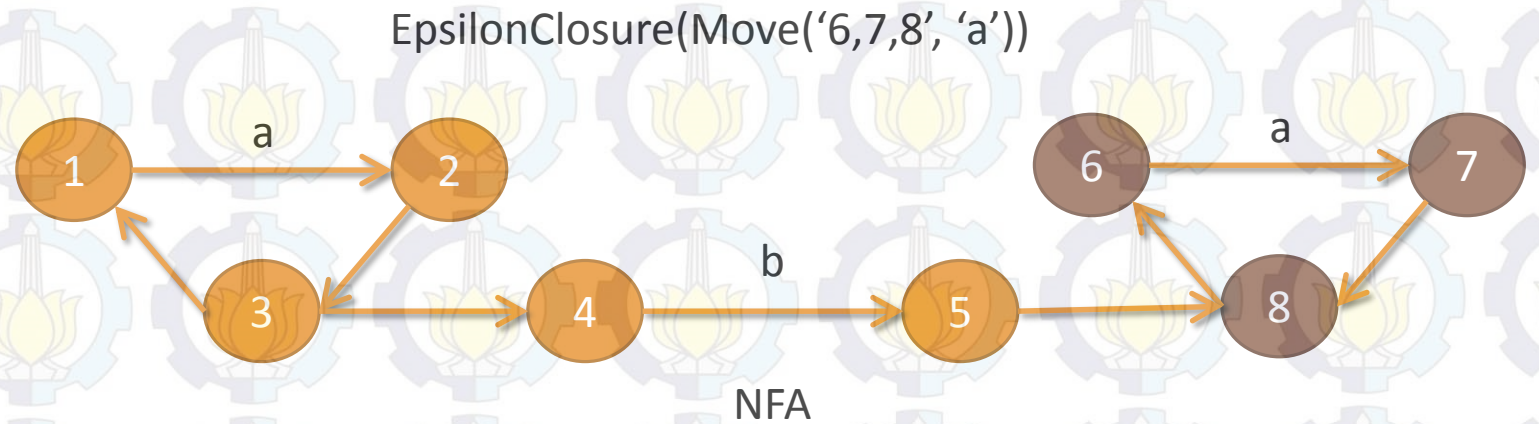 EpsilonClosure(Move(‘6,7,8’, ‘a’))
a
a
1
2
6
7
b
3
4
5
8
NFA